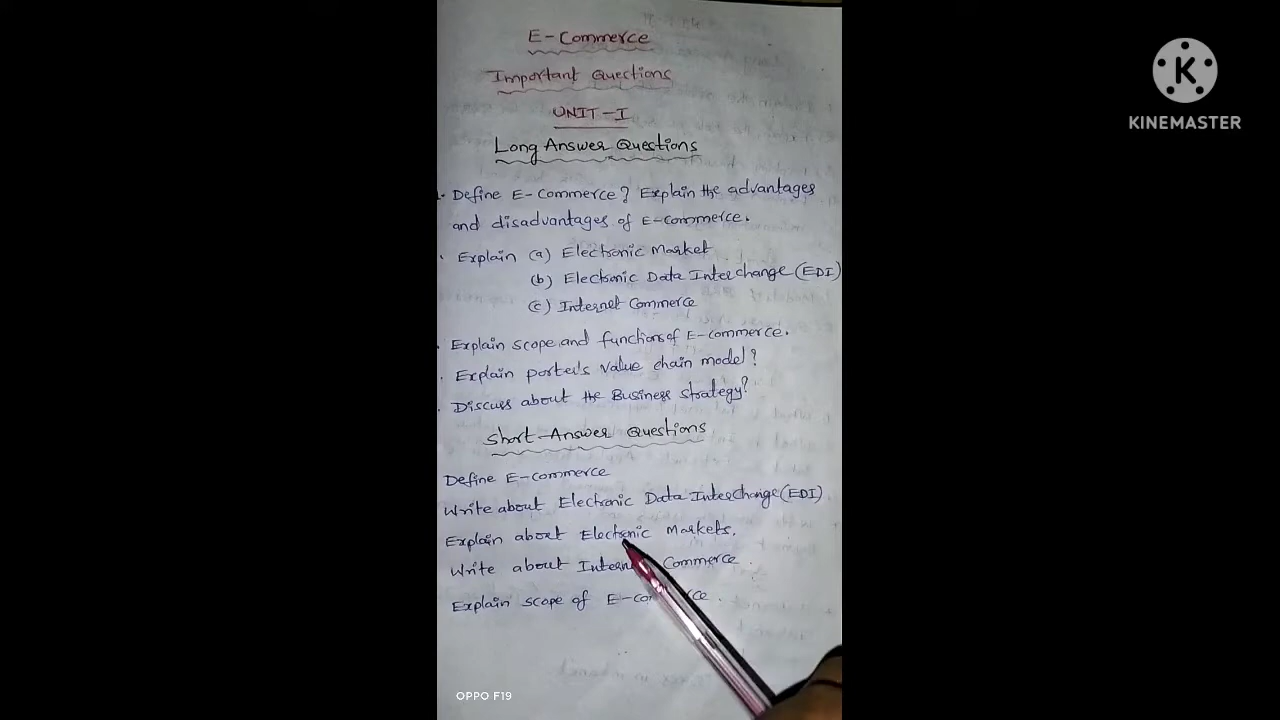 E-Commerce
Important Questions
UNIT-I
Long Answer Questions
Define E-Commerce? Explain the advantages
and disadvantages of E-commerce.
Explain (a) Electronic Market
(b) Electronic Data Interchange (EDI)
(c) Internet Commerce
Explain scope and functions of E-commerce.
Explain porter's value chain model?
Discuss about the Business strategy?
Short-Answer Questions
Define E-commerce
Write about Electronic Data Interchange (EDI)
Explain about Electronic Markets.
Write about Commerce
Explain scope of
KINEMASTER
OPPO F19